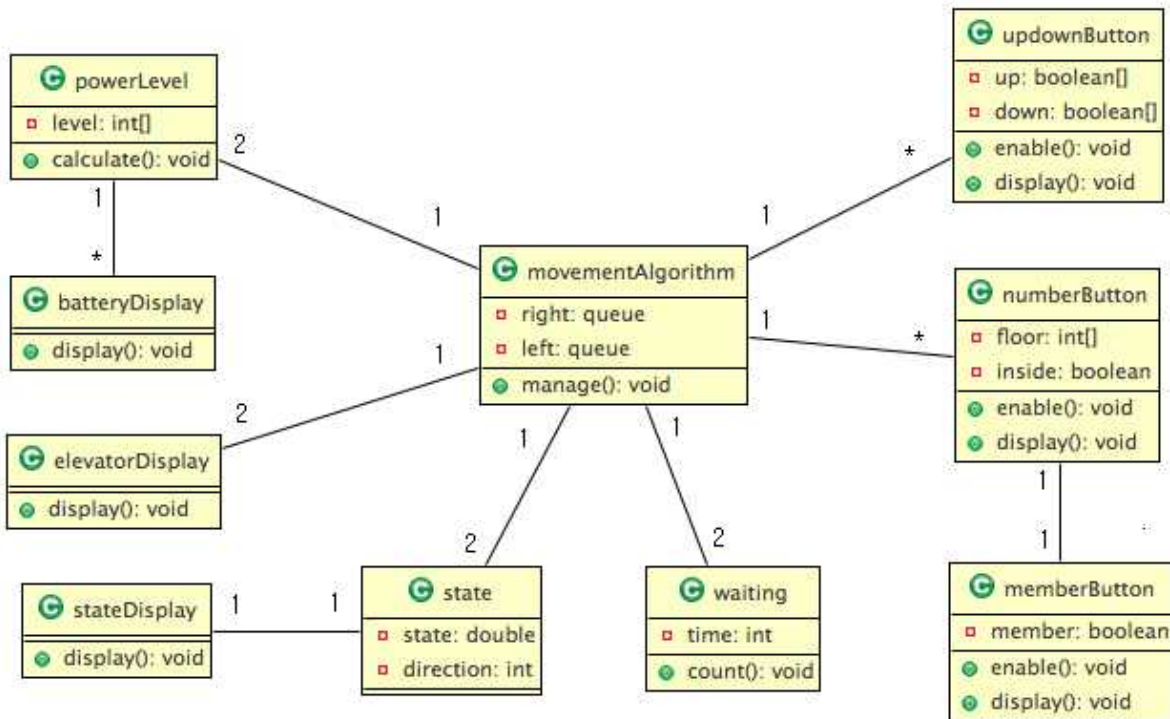 C powerLevel
level: int[]
calculate(): void
2
1
1
*
C batteryDisplay
display(): void
C updownButton
up: boolean[]
down: boolean[]
enable(): void
display(): void
*
1
C movementAlgorithm
right: queue
left: queue
manage(): void
1
*
C numberButton
floor: int[]
inside: boolean
enable(): void
display(): void
1
2
C elevatorDisplay
display(): void
1
2
1
2
1
1
C stateDisplay
display(): void
1
1
C state
state: double
direction: int
C waiting
time: int
count(): void
C memberButton
member: boolean
enable(): void
display(): void